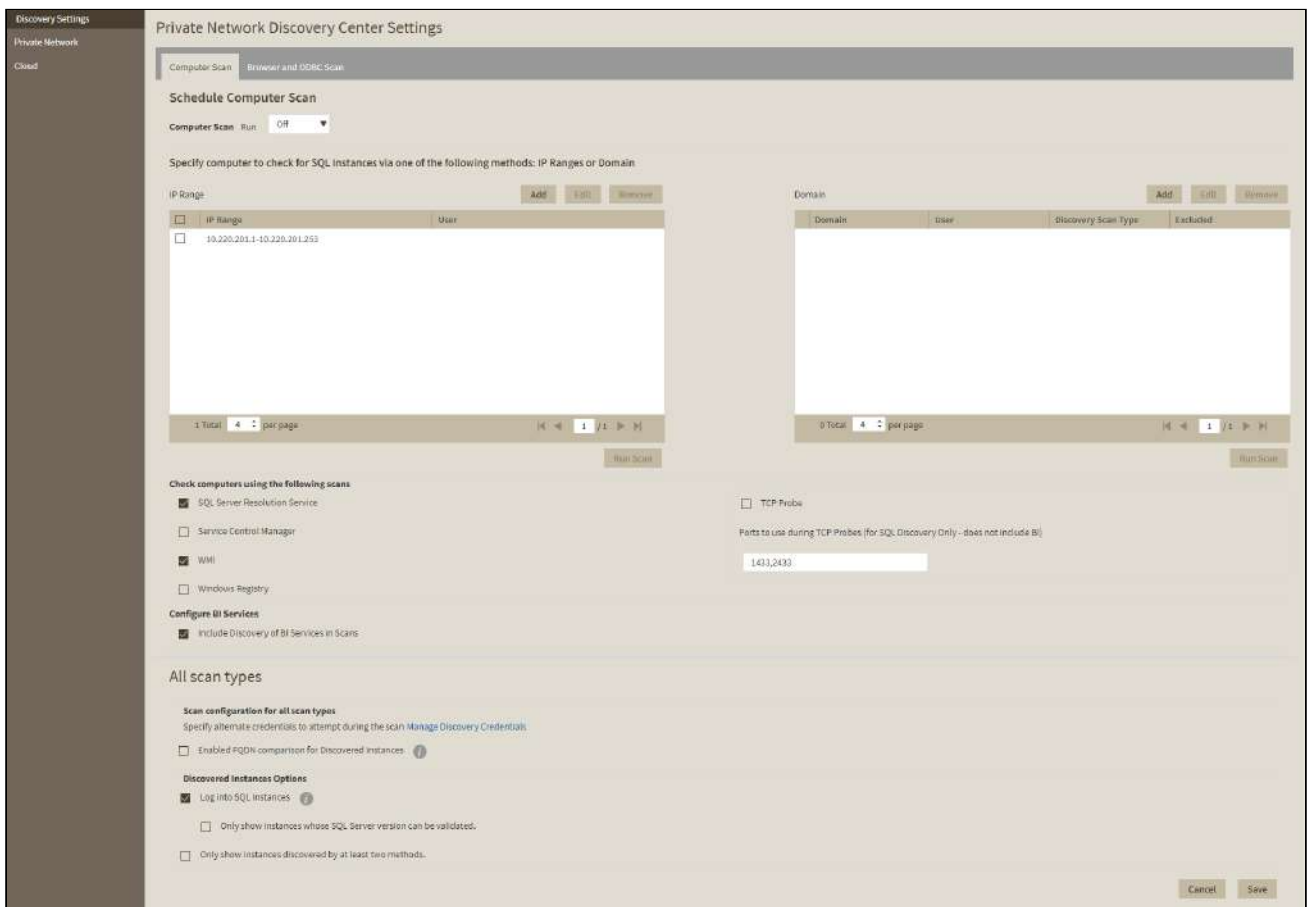 Discovery Settings
Private Network
Cloud
Private Network Discovery Center Settings
Computer Scan Browser and ODBC Scan
Schedule Computer Scan
Computer Scan Run Off
Specify computer to check for SQL Instances via one of the following methods: IP Ranges or Domain
IP Range Add Edit Remove
Domain Add Edit Remove
IP Range User
Domain User Discovery Scan Type Excluded
10.220.201.1-10.220.201.253
1 Total 4 per page 1 / 1
0 Total 4 per page 1 / 1
Run Scan
Run Scan
Check computers using the following scans
SQL Server Resolution Service
TCP Probe
Service Control Manager
Ports to use during TCP Probes (for SQL Discovery Only - does not include BI)
WMI
1433,2433
Windows Registry
Configure BI Services
Include Discovery of BI Services in Scans
All scan types
Scan configuration for all scan types
Specify alternate credentials to attempt during the scan Manage Discovery Credentials
Enabled FQDN comparison for Discovered Instances i
Discovered Instances Options
Log into SQL Instances i
Only show instances whose SQL Server version can be validated.
Only show instances discovered by at least two methods.
Cancel Save